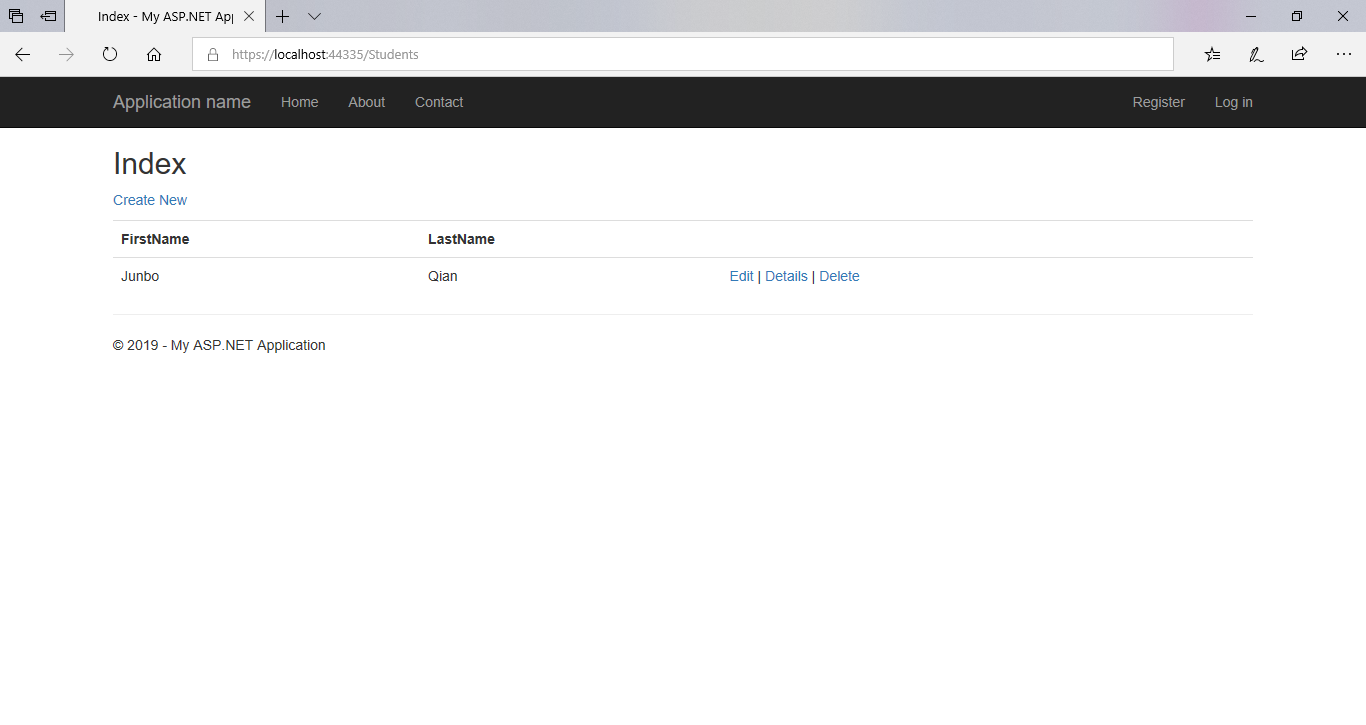 Index - My ASP.NET Ap
https://localhost:44335/Students
Application name Home About Contact Register Log in
Index
Create New
FirstName LastName
Junbo Qian Edit | Details | Delete
© 2019 - My ASP.NET Application